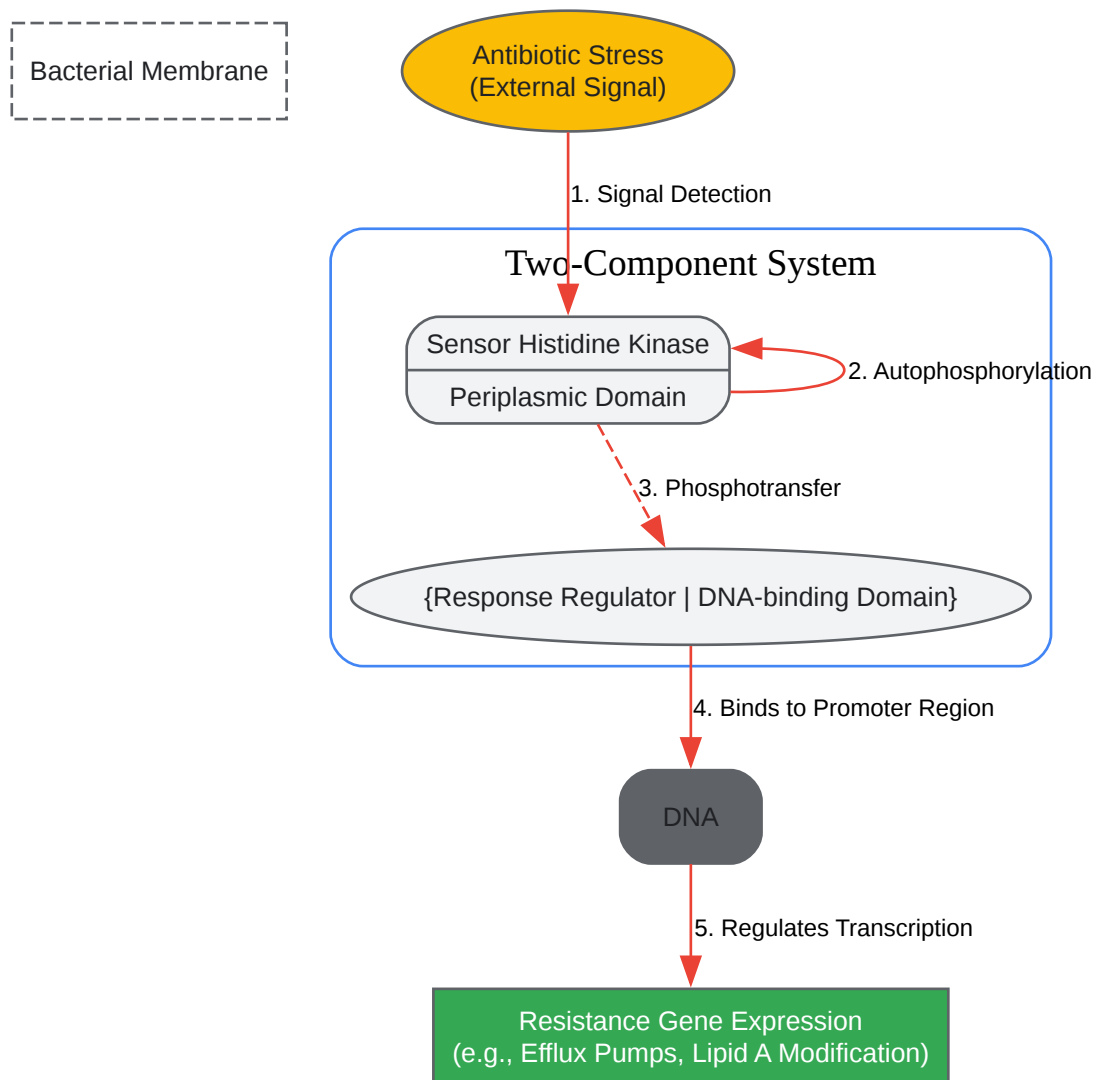 Bacterial Membrane
Antibiotic Stress
(External Signal)
1. Signal Detection
Two-Component System
Sensor Histidine Kinase
Periplasmic Domain
2. Autophosphorylation
3. Phosphotransfer
{Response Regulator | DNA-binding Domain}
4. Binds to Promoter Region
DNA
5. Regulates Transcription
Resistance Gene Expression
(e.g., Efflux Pumps, Lipid A Modification)